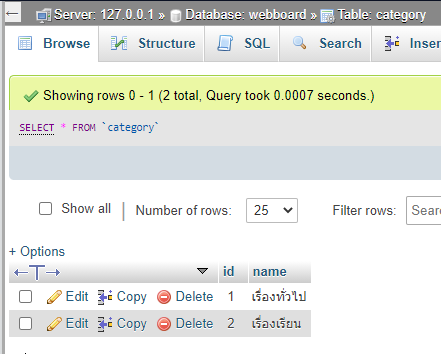 Server: 127.0.0.1 » Database: webboard » Table: category
Browse Structure SQL Search Inser
Showing rows 0 - 1 (2 total, Query took 0.0007 seconds.)
SELECT * FROM `category`
Show all | Number of rows: 25 Filter rows: Sear
+ Options
←T→ id name
Edit Copy Delete 1 เรื่องทั่วไป
Edit Copy Delete 2 เรื่องเรียน